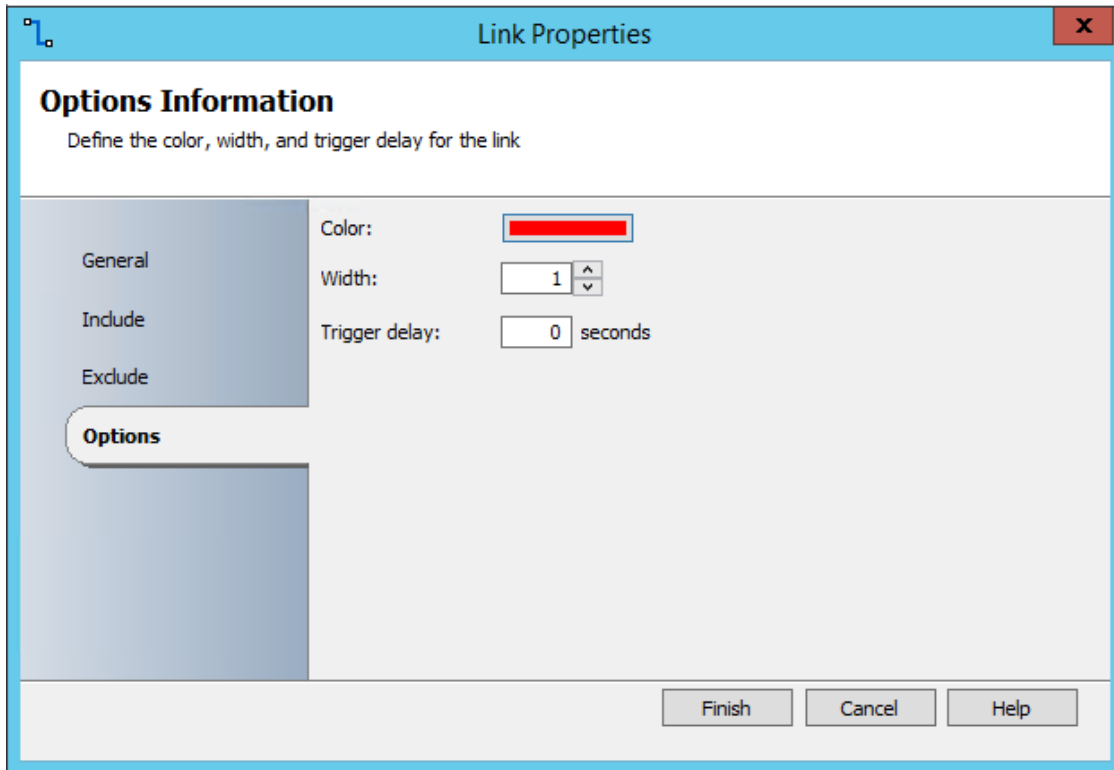 Link Properties
x
Options Information
Define the color, width, and trigger delay for the link
General
Include
Exclude
Options
Color:
Width: 1
Trigger delay: 0 seconds
Finish Cancel Help